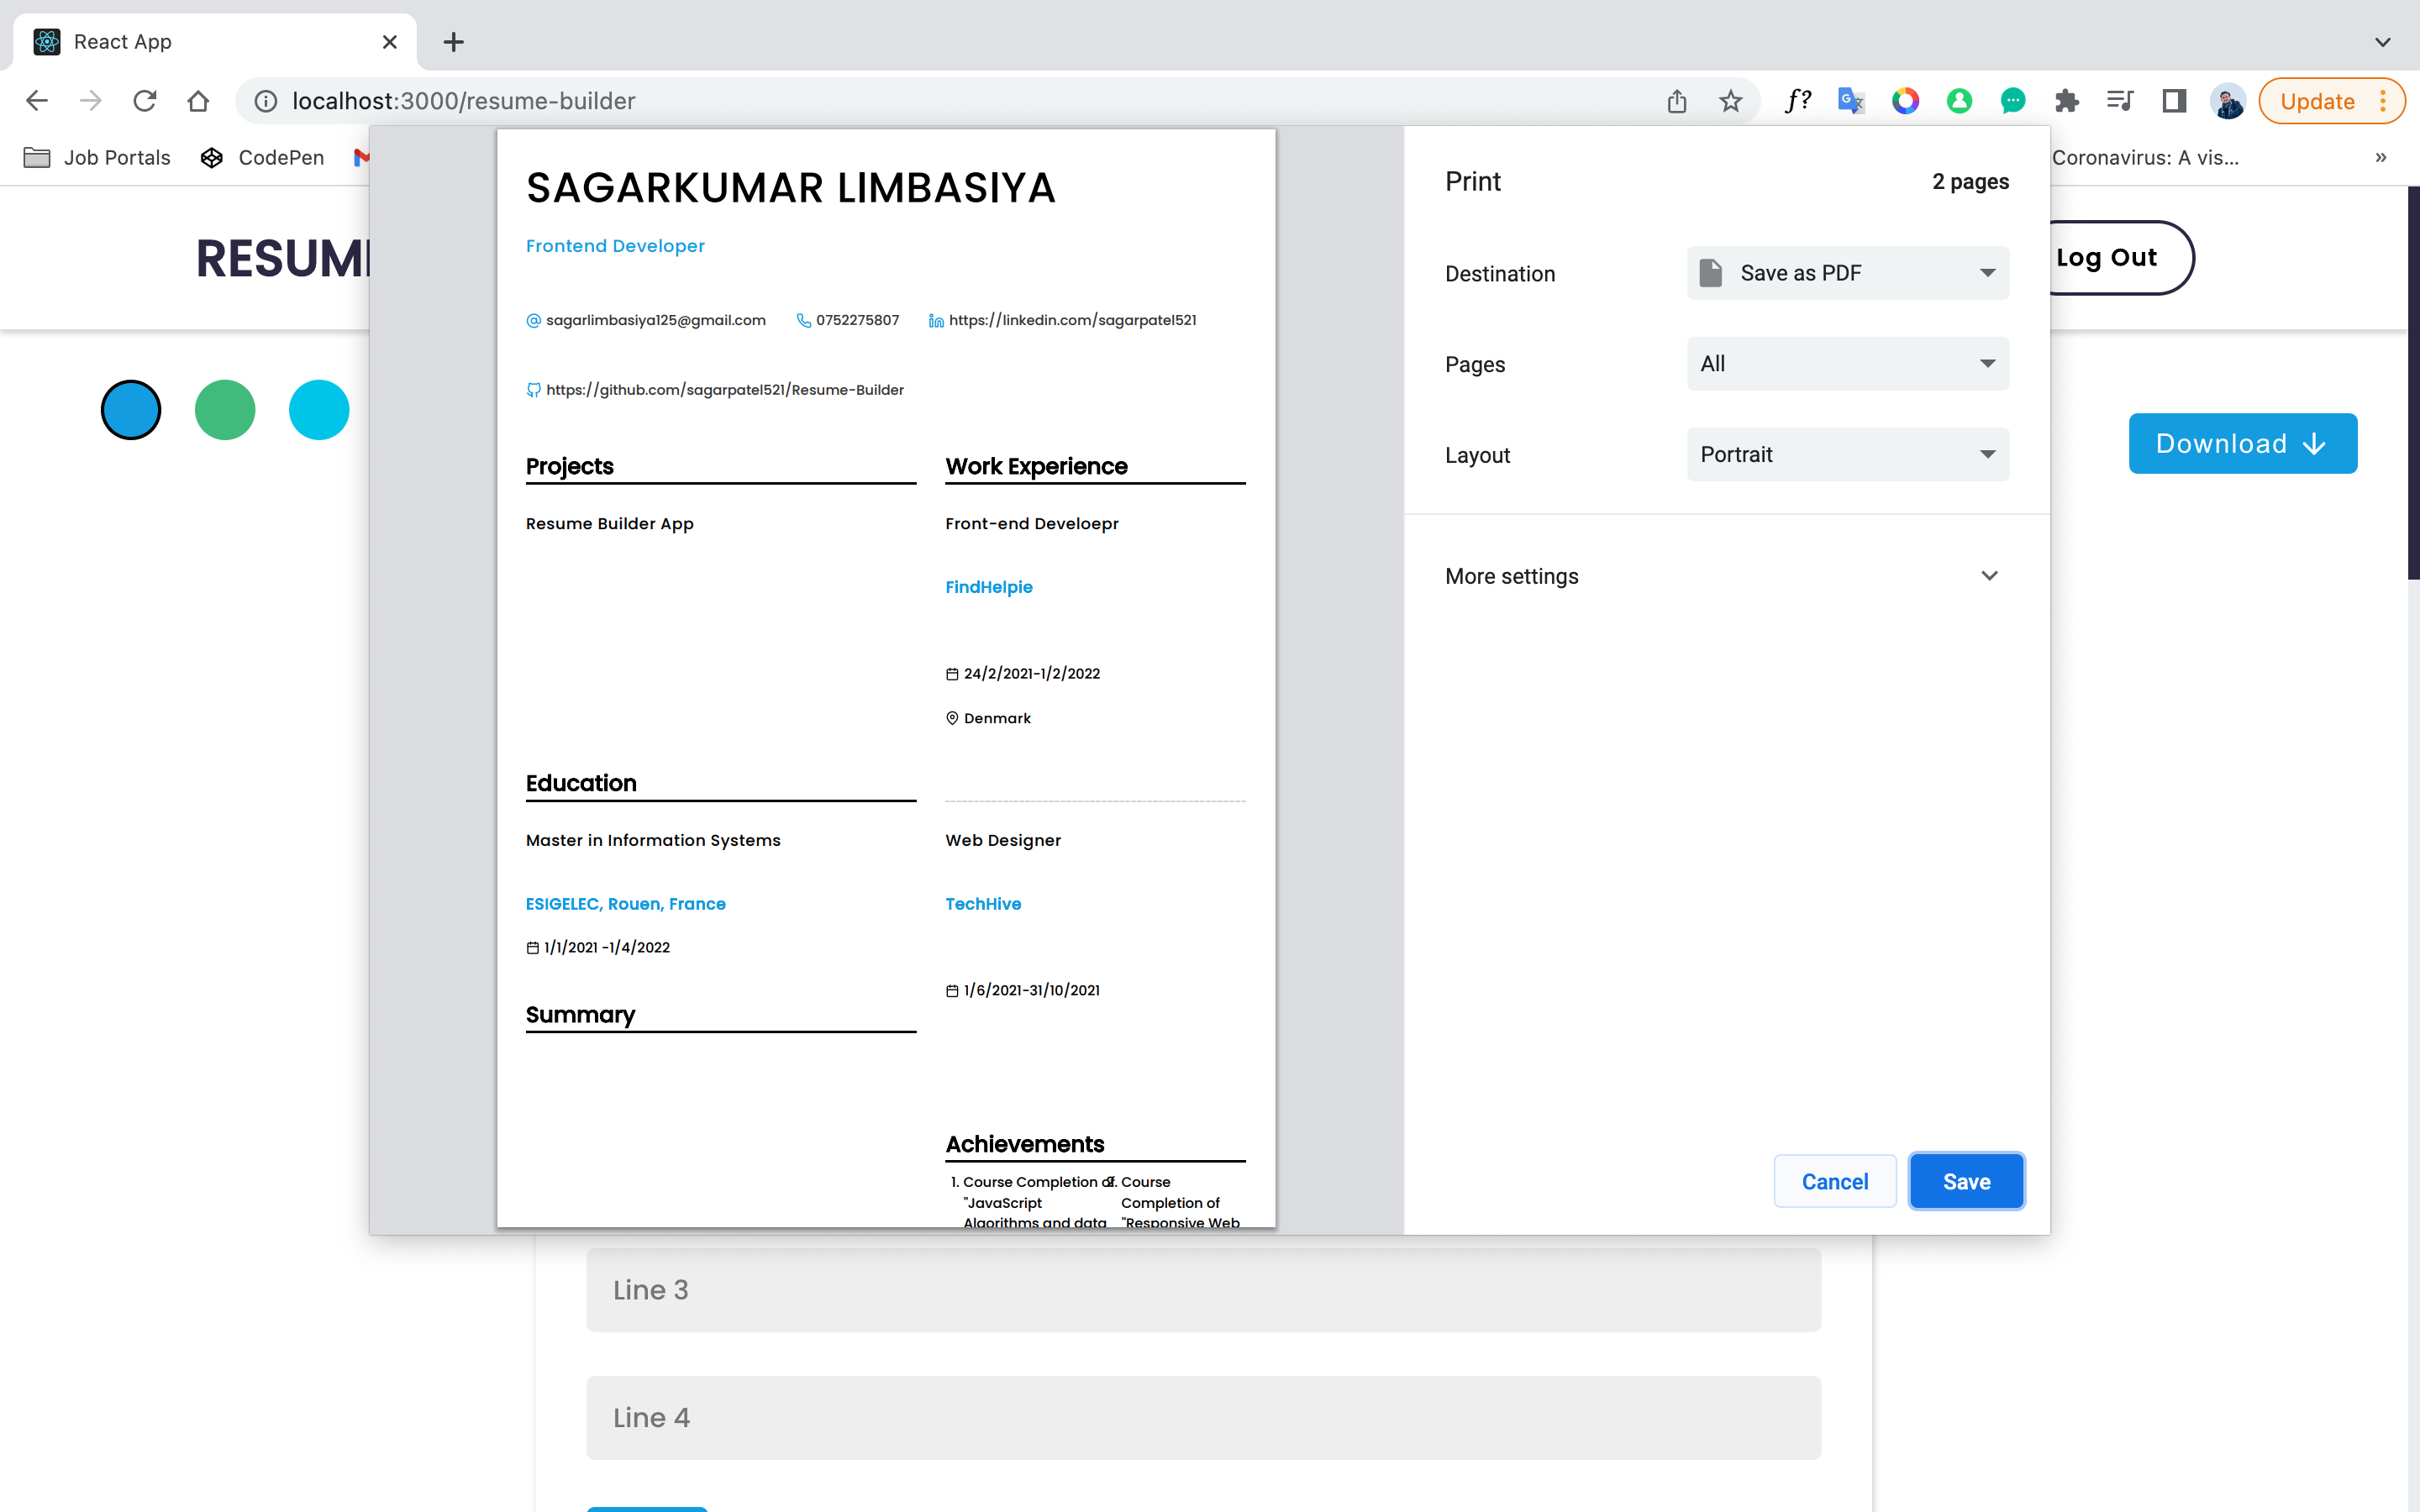 React App
localhost:3000/resume-builder
Update
Job Portals
CodePen
Coronavirus: A vis...
»
RESUM
Log Out
Download
SAGARKUMAR LIMBASIYA
Frontend Developer
sagarlimbasiya125@gmail.com
0752275807
https://linkedin.com/sagarpatel521
https://github.com/sagarpatel521/Resume-Builder
Projects
Resume Builder App
Education
Master in Information Systems
ESIGELEC, Rouen, France
1/1/2021 -1/4/2022
Summary
Work Experience
Front-end Develoepr
FindHelpie
24/2/2021-1/2/2022
Denmark
Web Designer
TechHive
1/6/2021-31/10/2021
Achievements
1. Course Completion of
"JavaScript
Algorithms and data
2. Course
Completion of
"Responsive Web
Print
2 pages
Destination
Save as PDF
Pages
All
Layout
Portrait
More settings
Cancel
Save
Line 3
Line 4